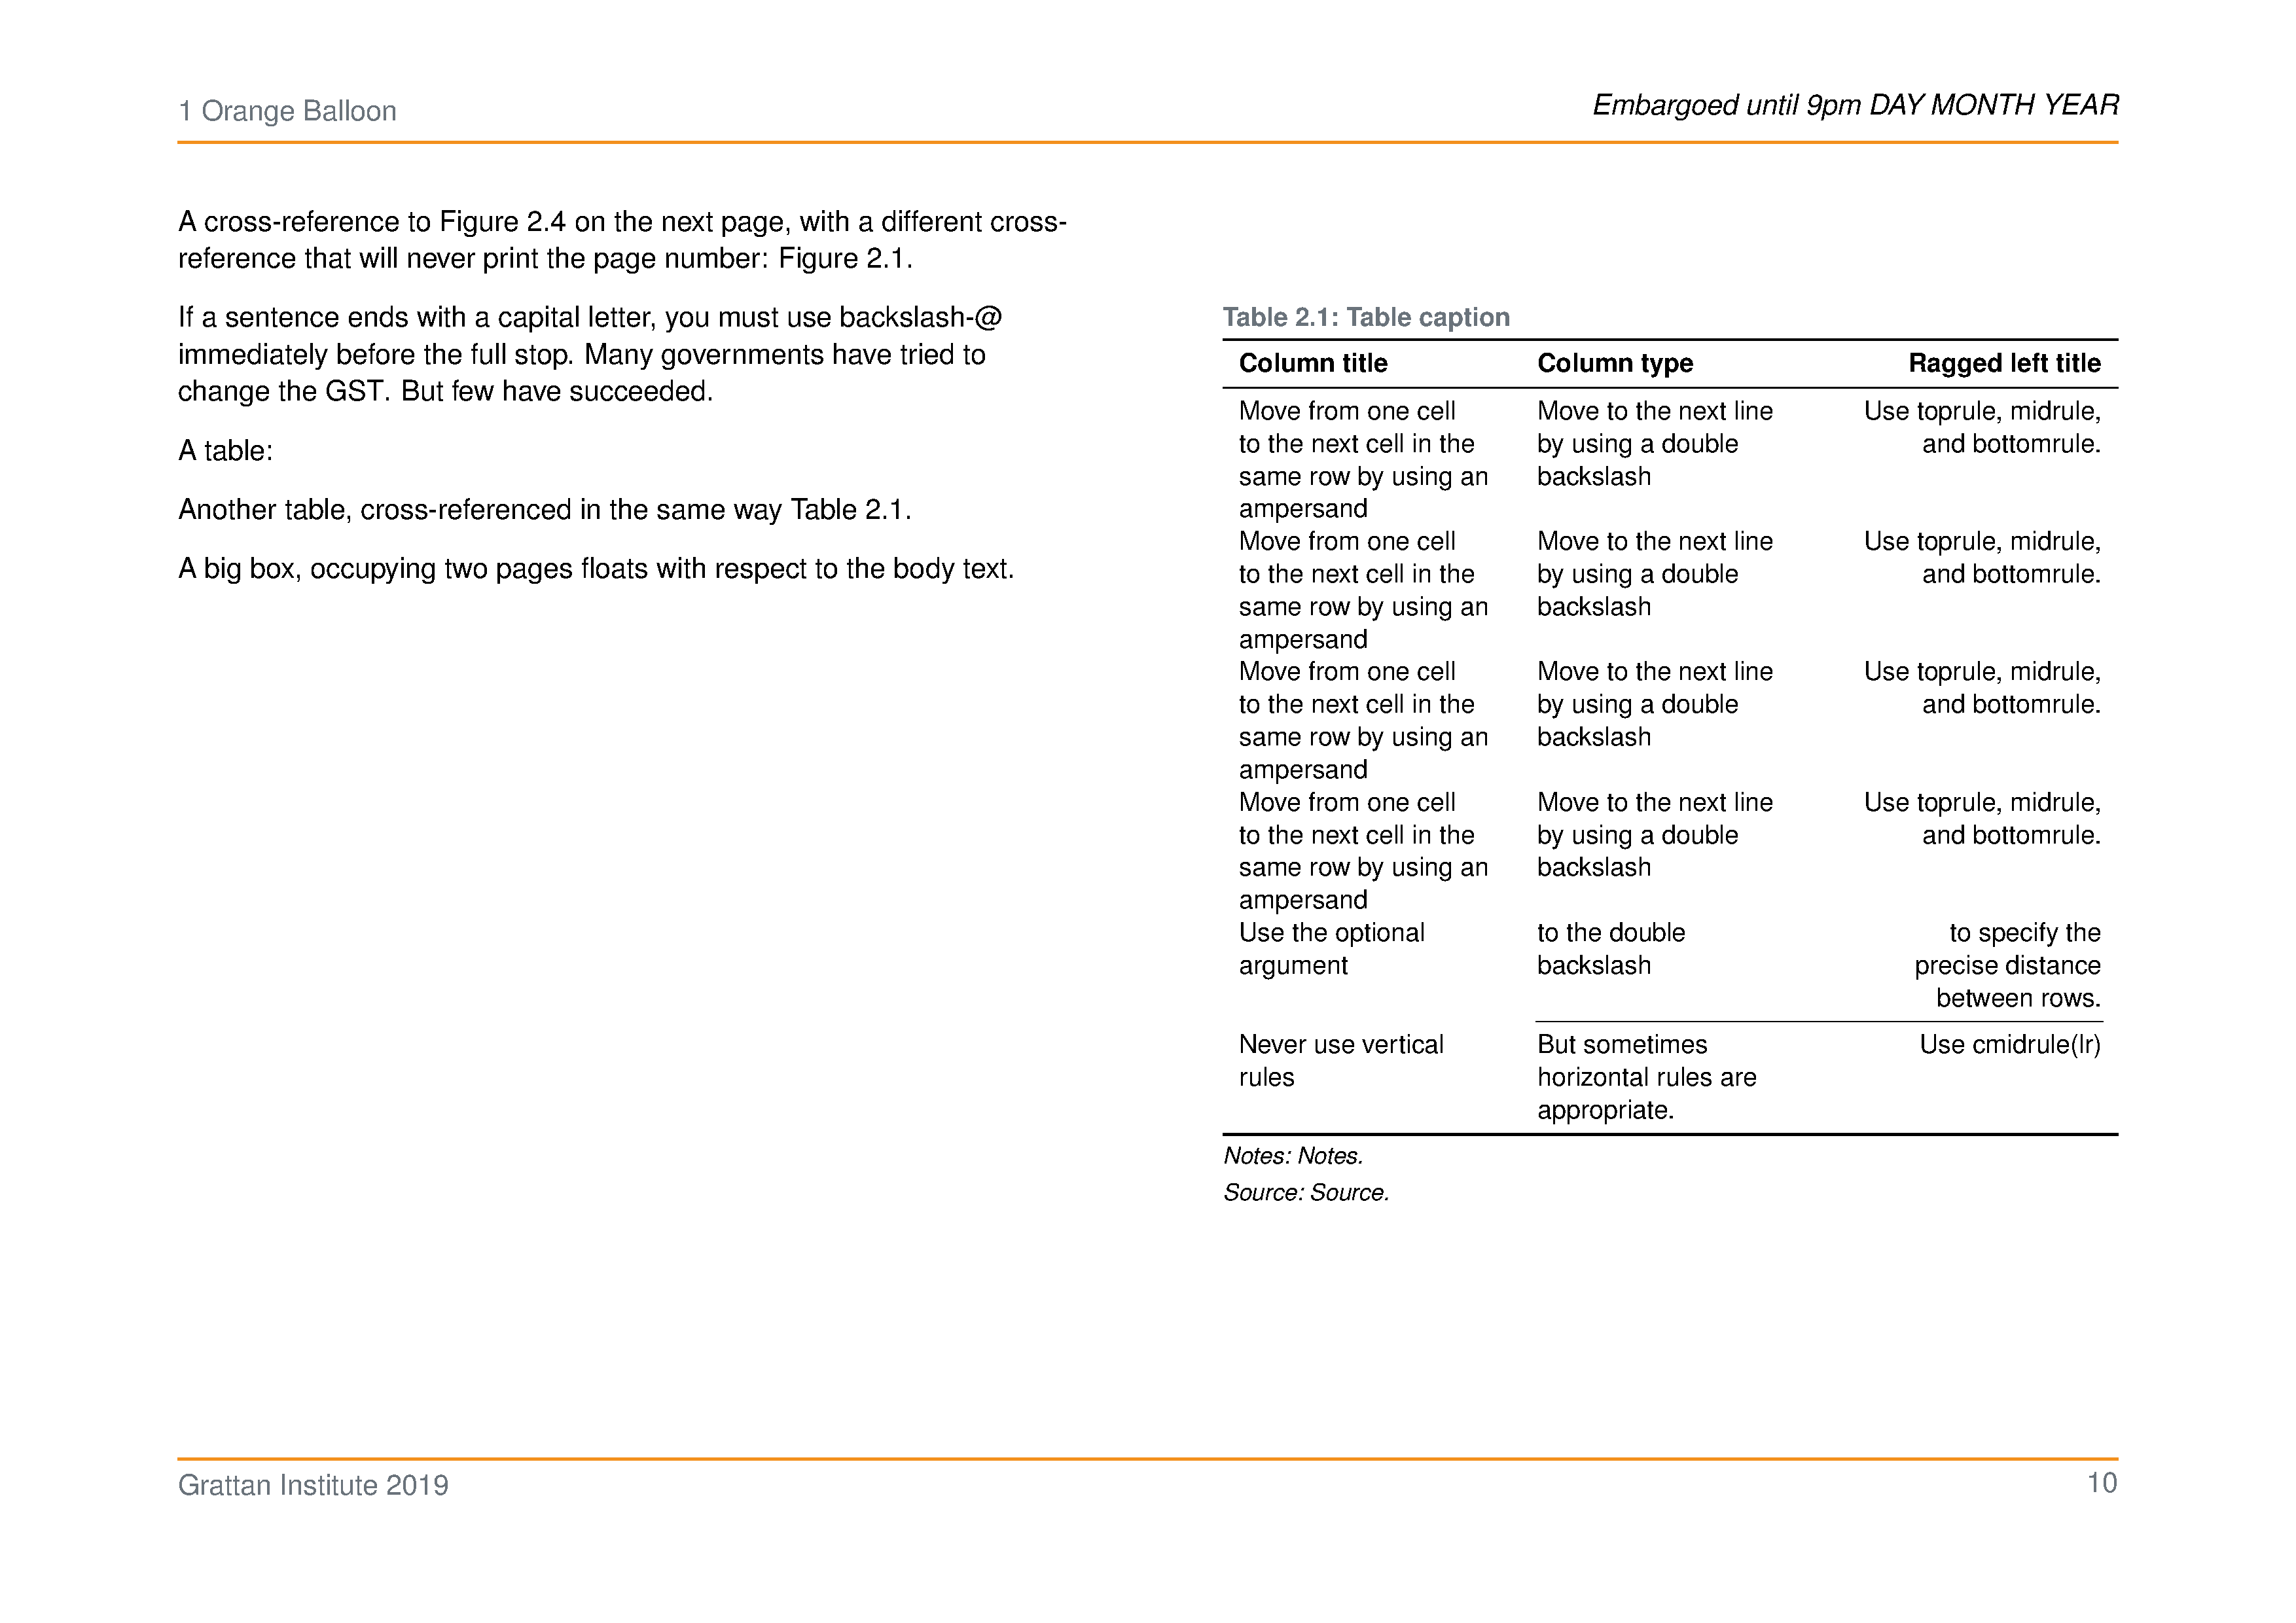 1 Orange Balloon
Embargoed until 9pm DAY MONTH YEAR
A cross-reference to Figure 2.4 on the next page, with a different cross-
reference that will never print the page number: Figure 2.1.
If a sentence ends with a capital letter, you must use backslash-@
immediately before the full stop. Many governments have tried to
change the GST. But few have succeeded.
A table:
Another table, cross-referenced in the same way Table 2.1.
A big box, occupying two pages floats with respect to the body text.
Table 2.1: Table caption
Column title Column type Ragged left title
Move from one cell Move to the next line Use toprule, midrule,
to the next cell in the by using a double and bottomrule.
same row by using an backslash
ampersand
Move from one cell Move to the next line Use toprule, midrule,
to the next cell in the by using a double and bottomrule.
same row by using an backslash
ampersand
Move from one cell Move to the next line Use toprule, midrule,
to the next cell in the by using a double and bottomrule.
same row by using an backslash
ampersand
Move from one cell Move to the next line Use toprule, midrule,
to the next cell in the by using a double and bottomrule.
same row by using an backslash
ampersand
Use the optional to the double to specify the
argument backslash precise distance
between rows.
Never use vertical But sometimes Use cmidrule(lr)
rules horizontal rules are
appropriate.
Notes: Notes.
Source: Source.
Grattan Institute 2019
10